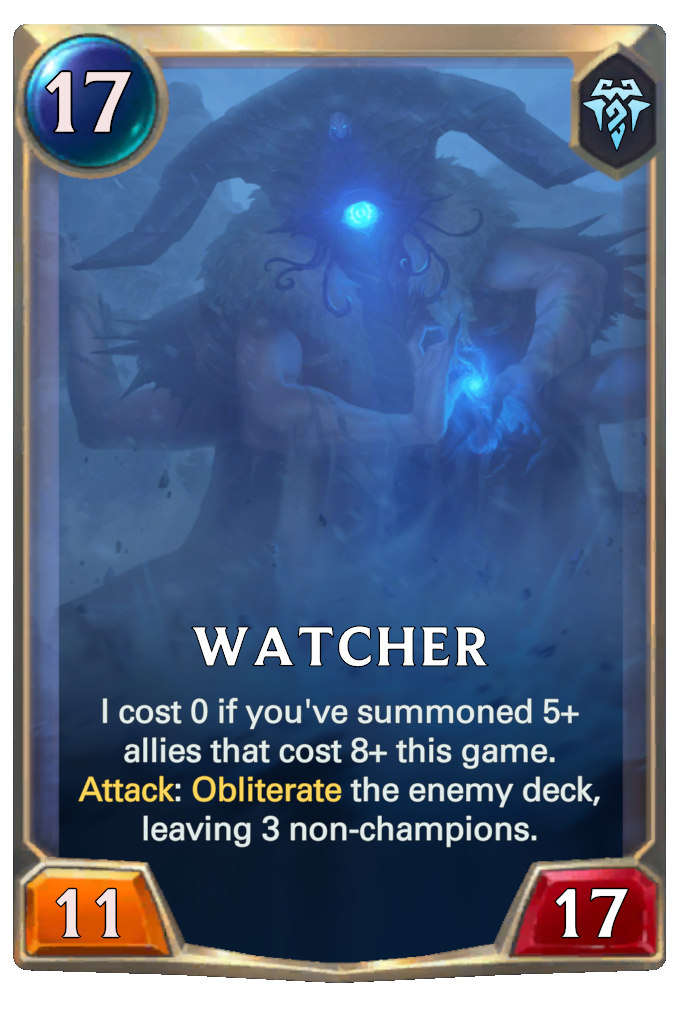 17
WATCHER
I cost 0 if you've summoned 5+
allies that cost 8+ this game.
Attack: Obliterate the enemy deck,
leaving 3 non-champions.
11
17